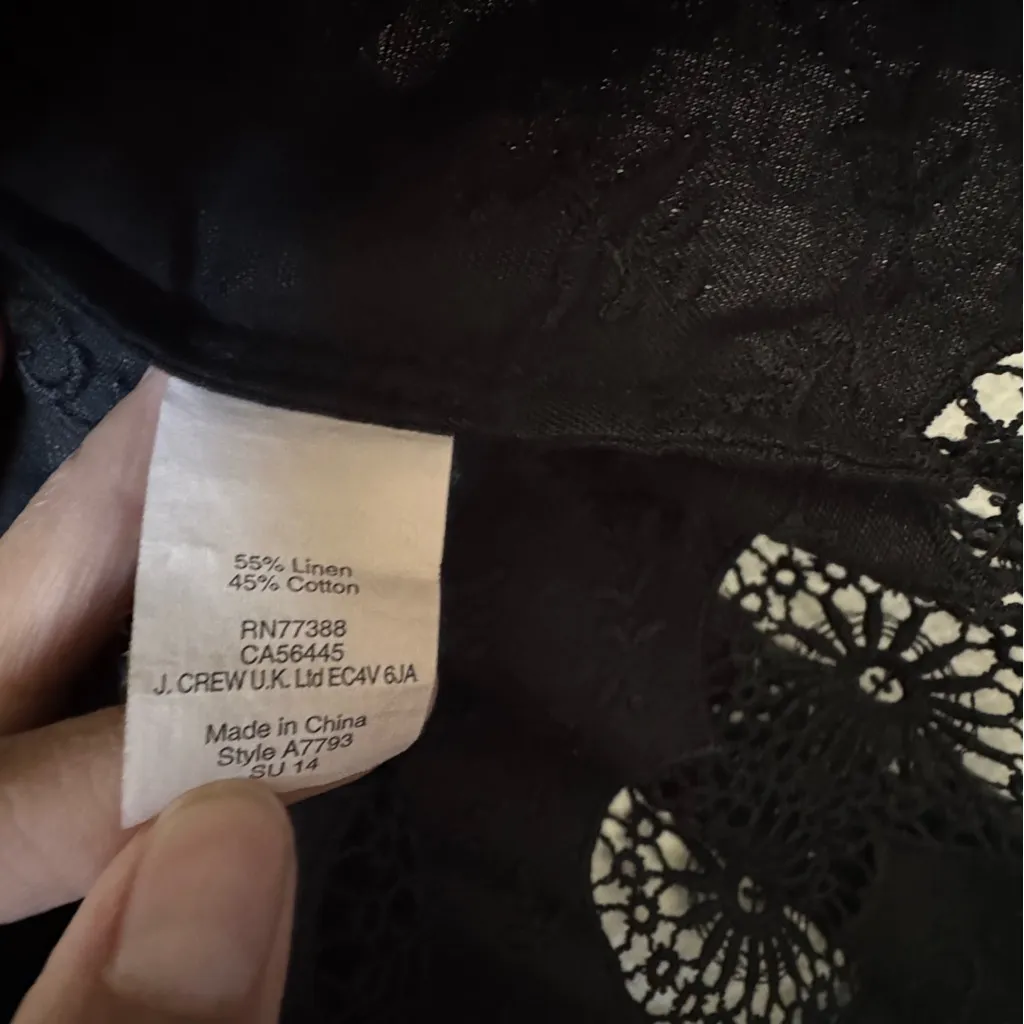 55% Linen
45% Cotton
RN77388
CA56445
J. CREW U.K. Ltd EC4V 6JA
Made in China
Style A7793
SU 14